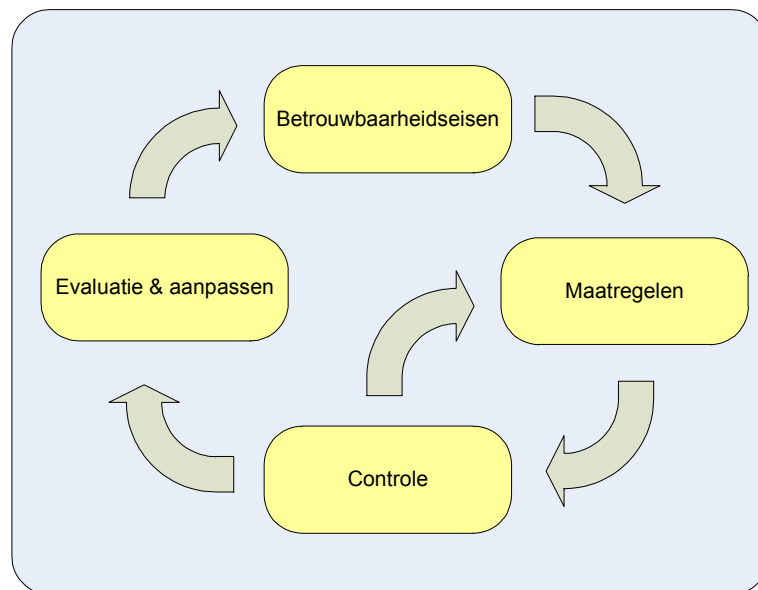 Betrouwbaarheidseisen
Evaluatie & aanpassen
Maatregelen
Controle